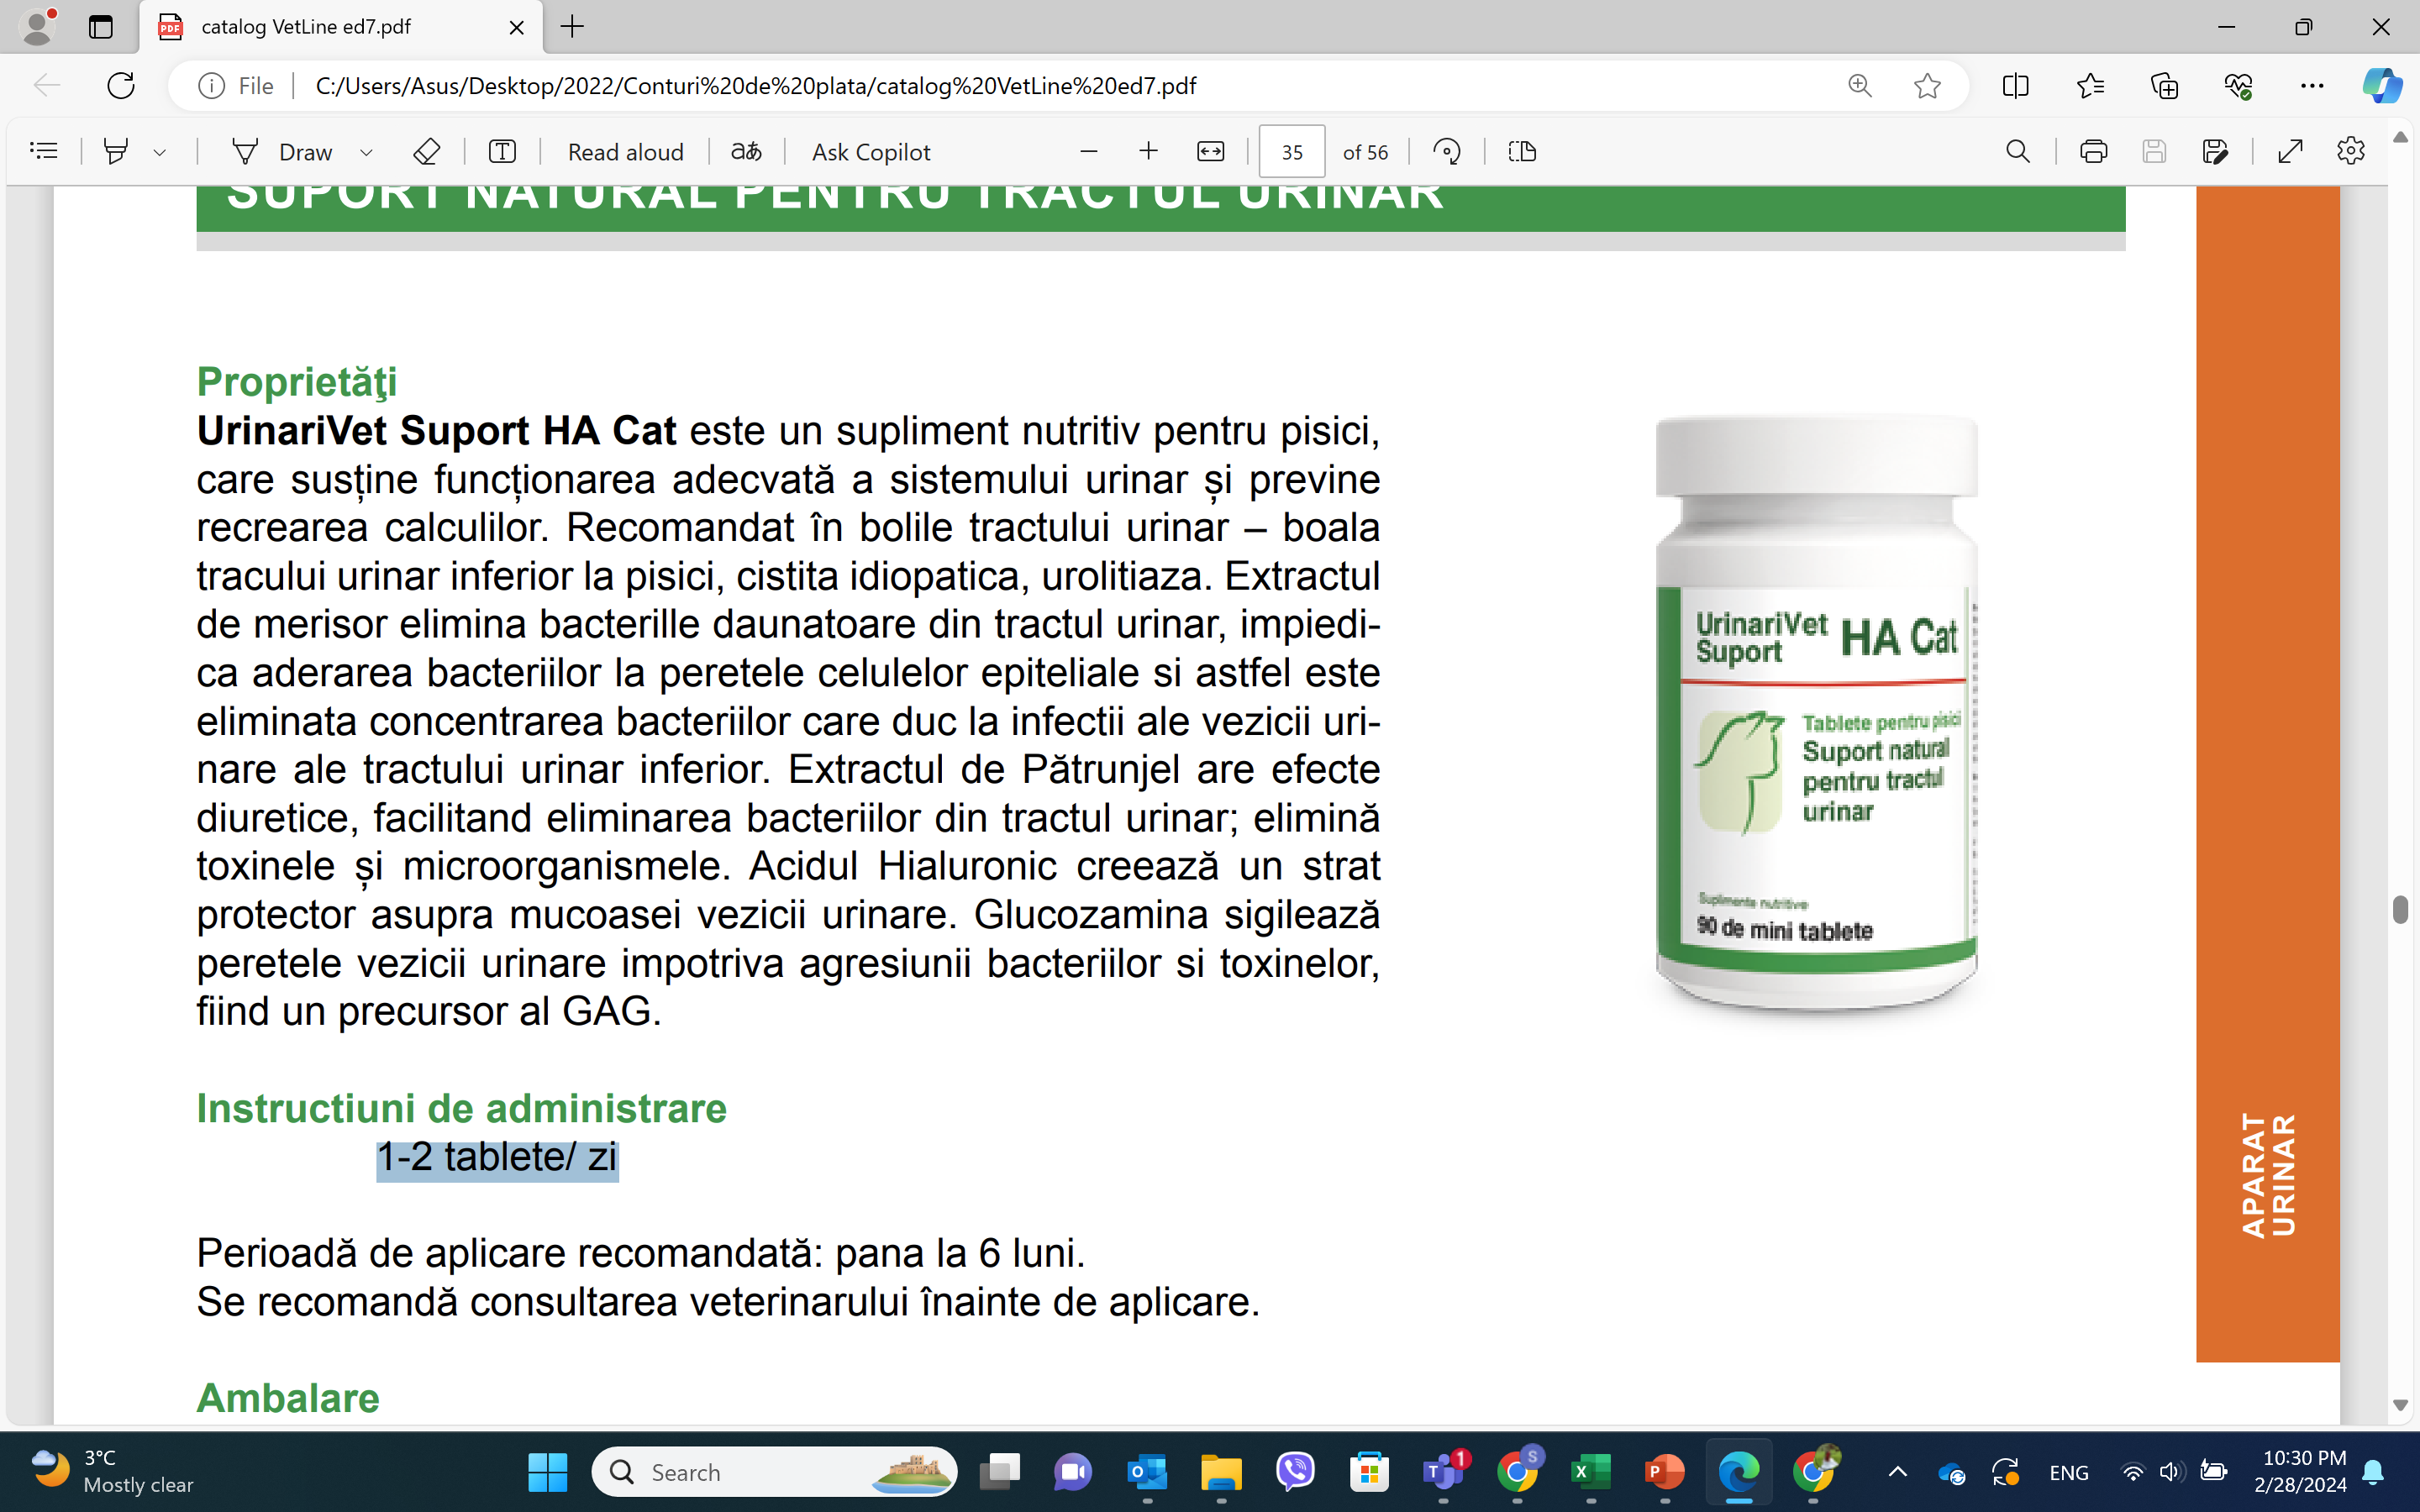 catalog VetLine ed7.pdf
File
C:/Users/Asus/Desktop/2022/Conturi%20de%20plata/catalog%20VetLine%20ed7.pdf
Draw
Read aloud
aあ
Ask Copilot
35 of 56
SUPORT NATURAL PENTRU TRACTUL URINAR
Proprietăţi
UrinariVet Suport HA Cat este un supliment nutritiv pentru pisici,
care susține funcționarea adecvată a sistemului urinar și previne
recrearea calculilor. Recomandat în bolile tractului urinar – boala
tracului urinar inferior la pisici, cistita idiopatica, urolitiaza. Extractul
de merisor elimina bacterille daunatoare din tractul urinar, impiedi-
ca aderarea bacteriilor la peretele celulelor epiteliale si astfel este
eliminata concentrarea bacteriilor care duc la infectii ale vezicii uri-
nare ale tractului urinar inferior. Extractul de Pătrunjel are efecte
diuretice, facilitand eliminarea bacteriilor din tractul urinar; elimină
toxinele și microorganismele. Acidul Hialuronic creează un strat
protector asupra mucoasei vezicii urinare. Glucozamina sigilează
peretele vezicii urinare impotriva agresiunii bacteriilor si toxinelor,
fiind un precursor al GAG.
Instructiuni de administrare
1-2 tablete/ zi
Perioadă de aplicare recomandată: pana la 6 luni.
Se recomandă consultarea veterinarului înainte de aplicare.
Ambalare
UrinariVet
Suport
HA Cat
Tablete pentru pisici
Suport natural
pentru tractul
urinar
Suplimente nutritive
90 de mini tablete
APARAT
URINAR
3°C
Mostly clear
Search
1
S
ENG
10:30 PM
2/28/2024